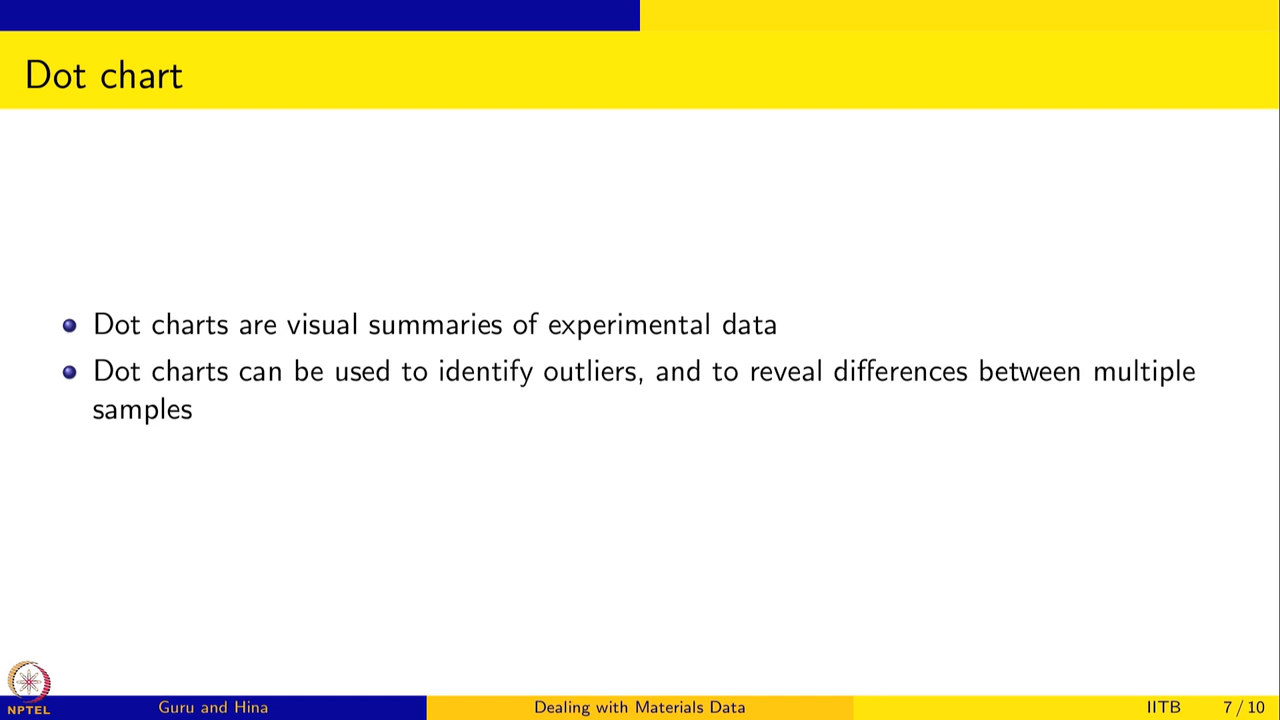 Dot chart
Dot charts are visual summaries of experimental data
Dot charts can be used to identify outliers, and to reveal differences between multiple
samples
NPTEL
Guru and Hina
Dealing with Materials Data
IITB
7 / 10